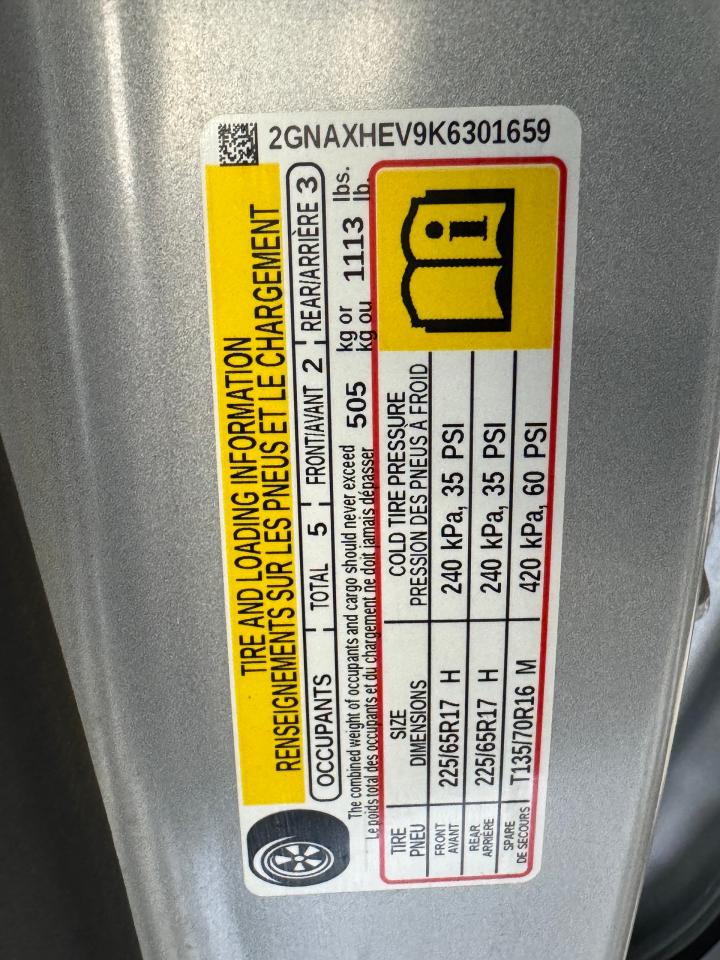 2GNAXHEV9K6301659
TIRE AND LOADING INFORMATION
RENSEIGNEMENTS SUR LES PNEUS ET LE CHARGEMENT
OCCUPANTS TOTAL 5 FRONT/AVANT 2 REAR/ARRIÈRE 3
The combined weight of occupants and cargo should never exceed 505 kg or 1113 lbs.
Le poids total des occupants et du chargement ne doit jamais dépasser kg ou lb.
TIRE SIZE COLD TIRE PRESSURE
PNEU DIMENSIONS PRESSION DES PNEUS À FROID
FRONT
AVANT 225/65R17 H 240 kPa, 35 PSI
REAR
ARRIÈRE 225/65R17 H 240 kPa, 35 PSI
SPARE
DE SECOURS T135/70R16 M 420 kPa, 60 PSI